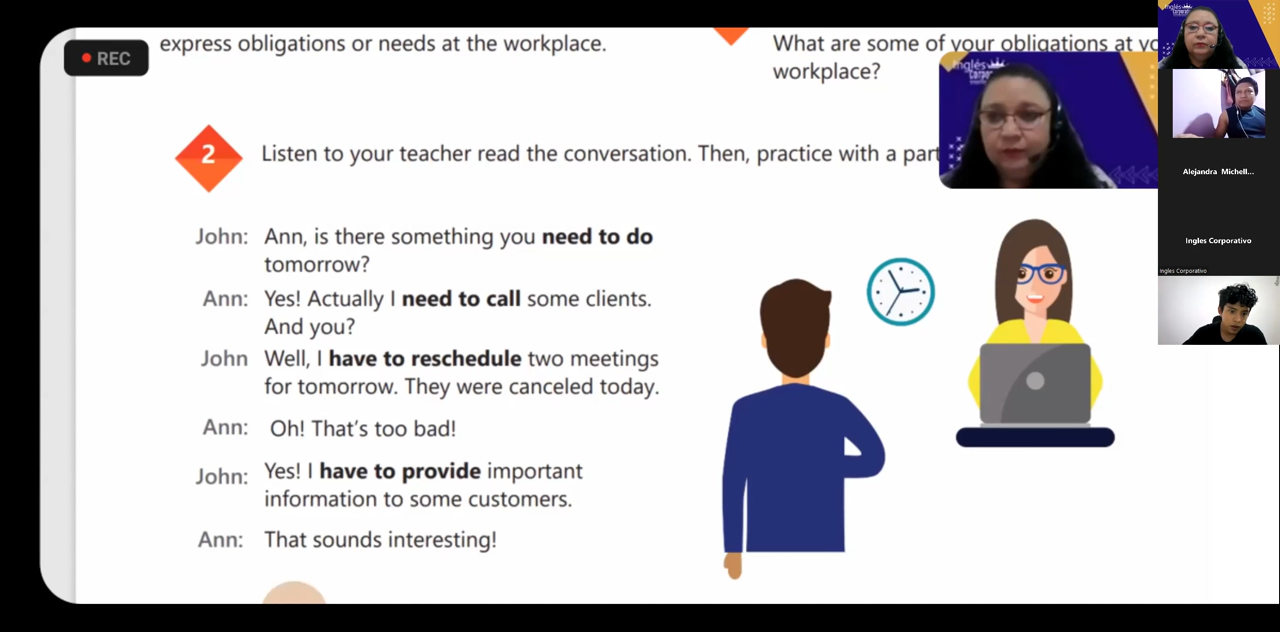 REC
express obligations or needs at the workplace.
What are some of your obligations at yo
workplace?
2
Listen to your teacher read the conversation. Then, practice with a part
John: Ann, is there something you need to do
tomorrow?
Ann: Yes! Actually I need to call some clients.
And you?
John Well, I have to reschedule two meetings
for tomorrow. They were canceled today.
Ann: Oh! That's too bad!
John: Yes! I have to provide important
information to some customers.
Ann: That sounds interesting!
Inglés
Corporativo
Inglés
Alejandra Michell...
Ingles Corporativo
Ingles Corporativo